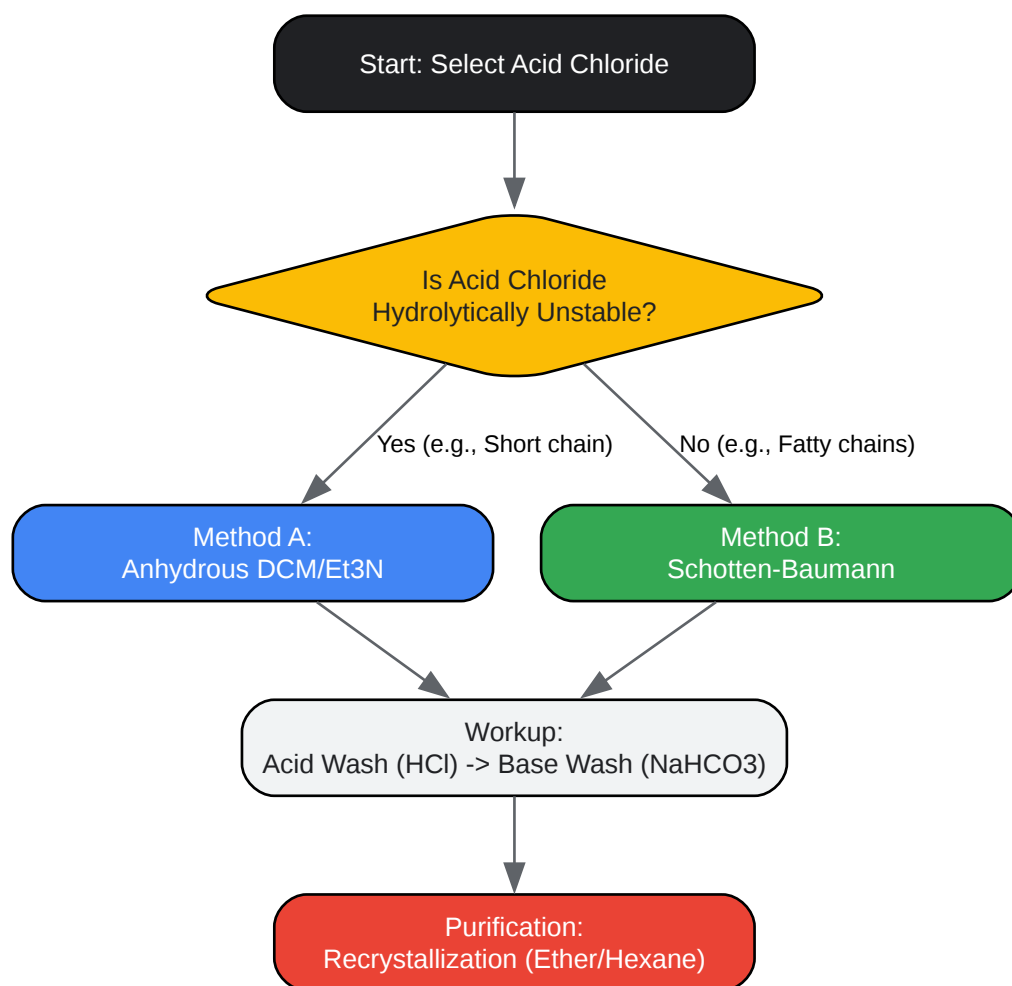 Start: Select Acid Chloride
Is Acid Chloride
Hydrolytically Unstable?
Yes (e.g., Short chain)
No (e.g., Fatty chains)
Method A:
Anhydrous DCM/Et3N
Method B:
Schotten-Baumann
Workup:
Acid Wash (HCl) -> Base Wash (NaHCO3)
Purification:
Recrystallization (Ether/Hexane)